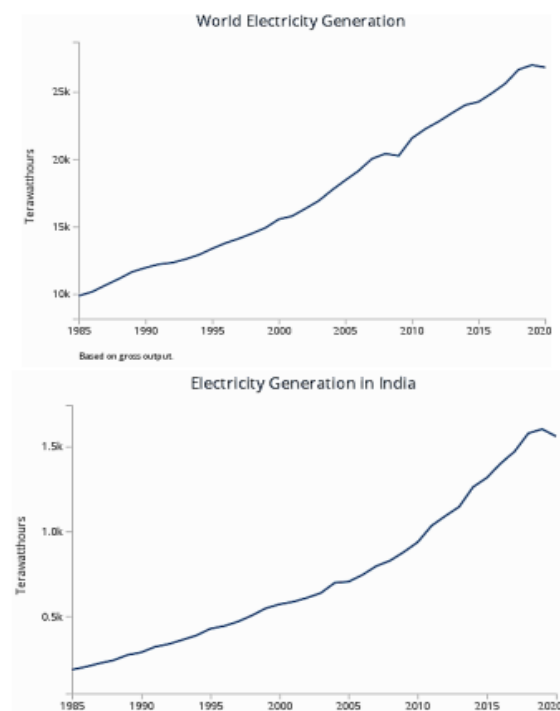 World Electricity Generation
25k
20k
15k
10k
Terawatthours
1985 1990 1995 2000 2005 2010 2015 2020
Based on gross output.
Electricity Generation in India
1.5k
1.0k
0.5k
Terawatthours
1985 1990 1995 2000 2005 2010 2015